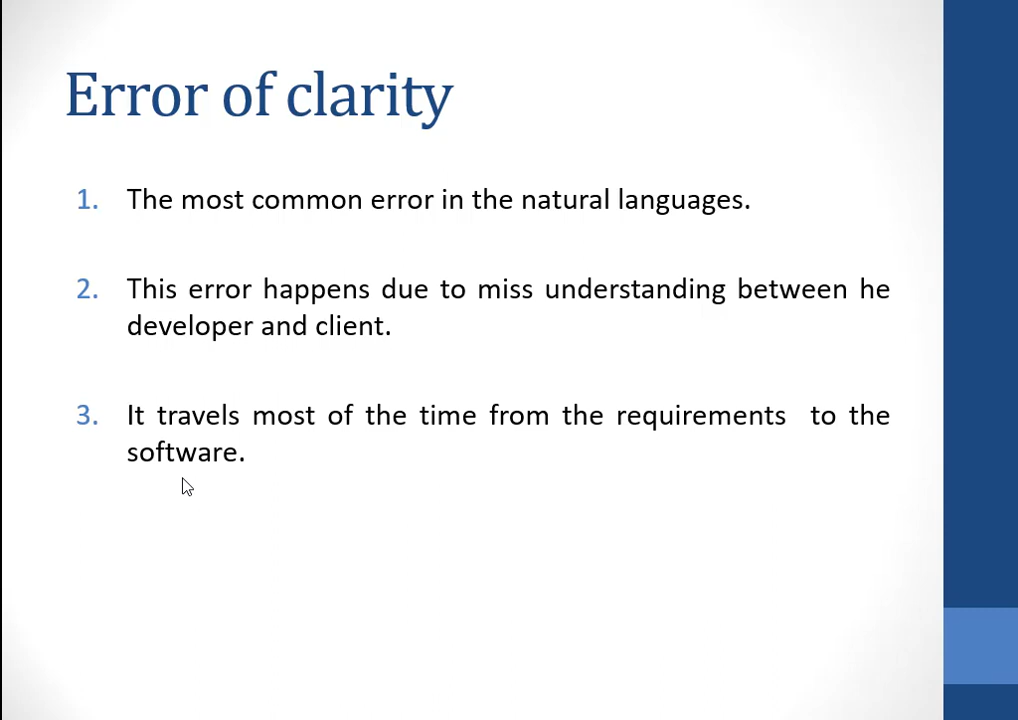 Error of clarity
1. The most common error in the natural languages.
2. This error happens due to miss understanding between he
developer and client.
3. It travels most of the time from the requirements  to the
software.